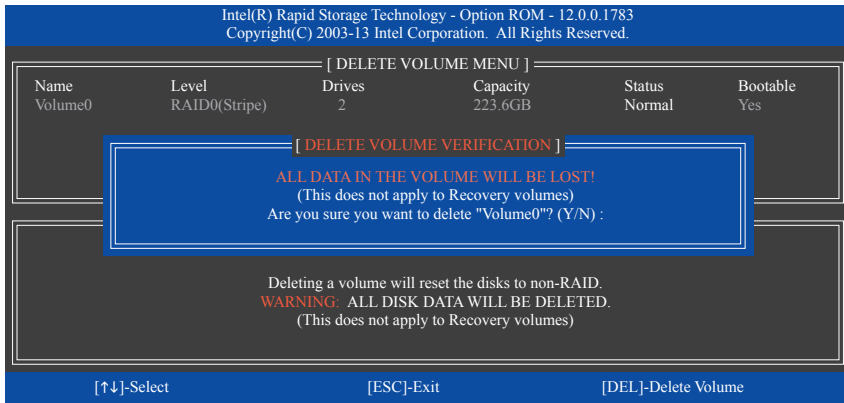 Intel(R) Rapid Storage Technology - Option ROM - 12.0.0.1783
Copyright(C) 2003-13 Intel Corporation. All Rights Reserved.
[ DELETE VOLUME MENU ]
Name Level Drives Capacity Status Bootable
Volume0 RAID0(Stripe) 2 223.6GB Normal Yes
[ DELETE VOLUME VERIFICATION ]
ALL DATA IN THE VOLUME WILL BE LOST!
(This does not apply to Recovery volumes)
Are you sure you want to delete "Volume0"? (Y/N) :
Deleting a volume will reset the disks to non-RAID.
WARNING: ALL DISK DATA WILL BE DELETED.
(This does not apply to Recovery volumes)
[↑↓]-Select [ESC]-Exit [DEL]-Delete Volume